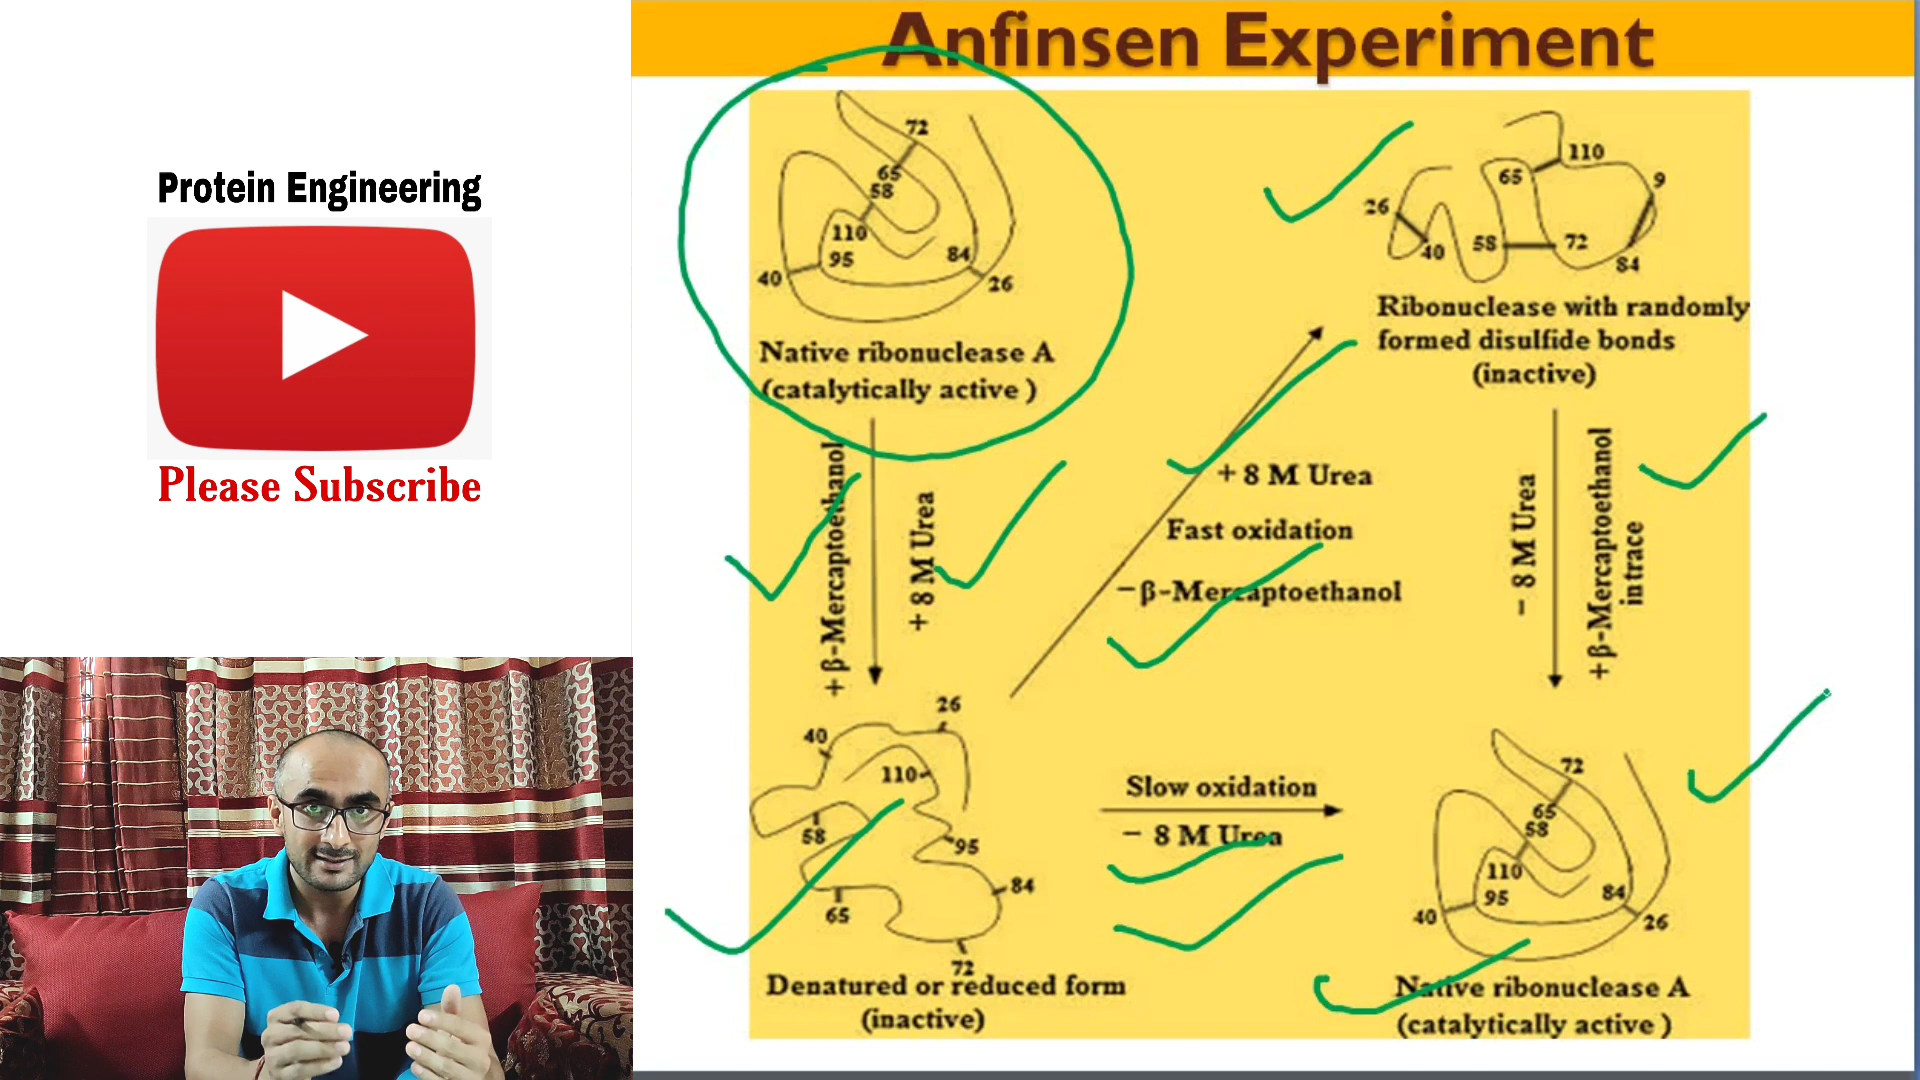 Protein Engineering
Please Subscribe
Anfinsen Experiment
72
65
58
110
95
84
40
26
Native ribonuclease A
(catalytically active )
110
65
9
26
40
58
72
84
Ribonuclease with randomly
formed disulfide bonds
(inactive)
+ β-Mercaptoethanol
+ 8 M Urea
+ 8 M Urea
Fast oxidation
– β-Mercaptoethanol
– 8 M Urea
+ β-Mercaptoethanol
in trace
26
40
110
58
95
84
65
72
Denatured or reduced form
(inactive)
Slow oxidation
– 8 M Urea
72
65
58
110
95
84
40
26
Native ribonuclease A
(catalytically active )